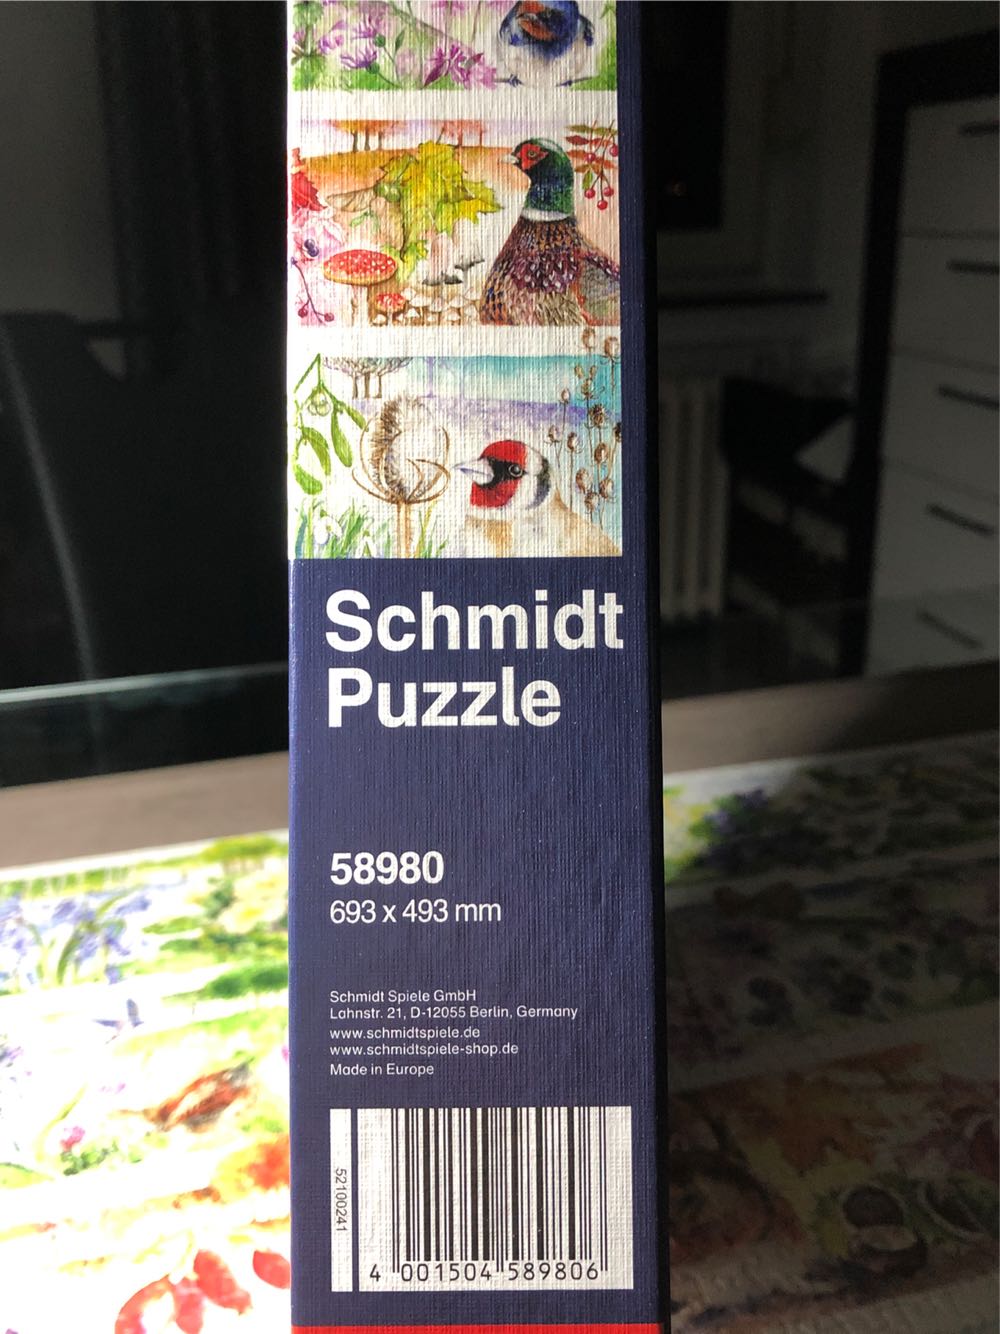 Schmidt
Puzzle
58980
693 x 493 mm
Schmidt Spiele GmbH
Lahnstr. 21, D-12055 Berlin, Germany
www.schmidtspiele.de
www.schmidtspiele-shop.de
Made in Europe
52100241
4 001504 589806